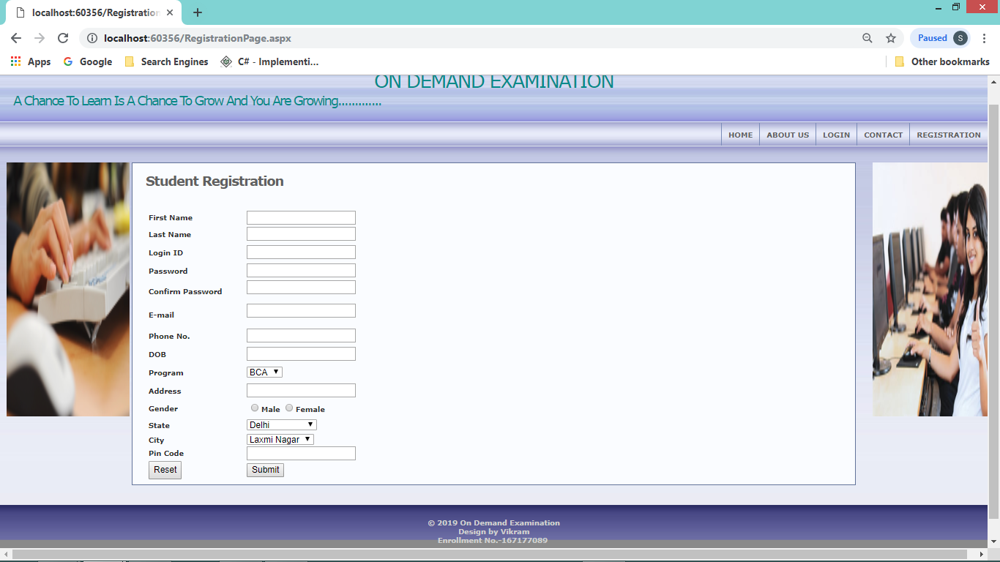 localhost:60356/Registration
localhost:60356/RegistrationPage.aspx
Paused
S
Apps
Google
Search Engines
C# - Implementi...
Other bookmarks
ON DEMAND EXAMINATION
A Chance To Learn Is A Chance To Grow And You Are Growing.............
HOME
ABOUT US
LOGIN
CONTACT
REGISTRATION
Student Registration
First Name
Last Name
Login ID
Password
Confirm Password
E-mail
Phone No.
DOB
Program BCA
Address
Gender Male Female
State Delhi
City Laxmi Nagar
Pin Code
Reset Submit
© 2019 On Demand Examination
Design by Vikram
Enrollment No.-167177089